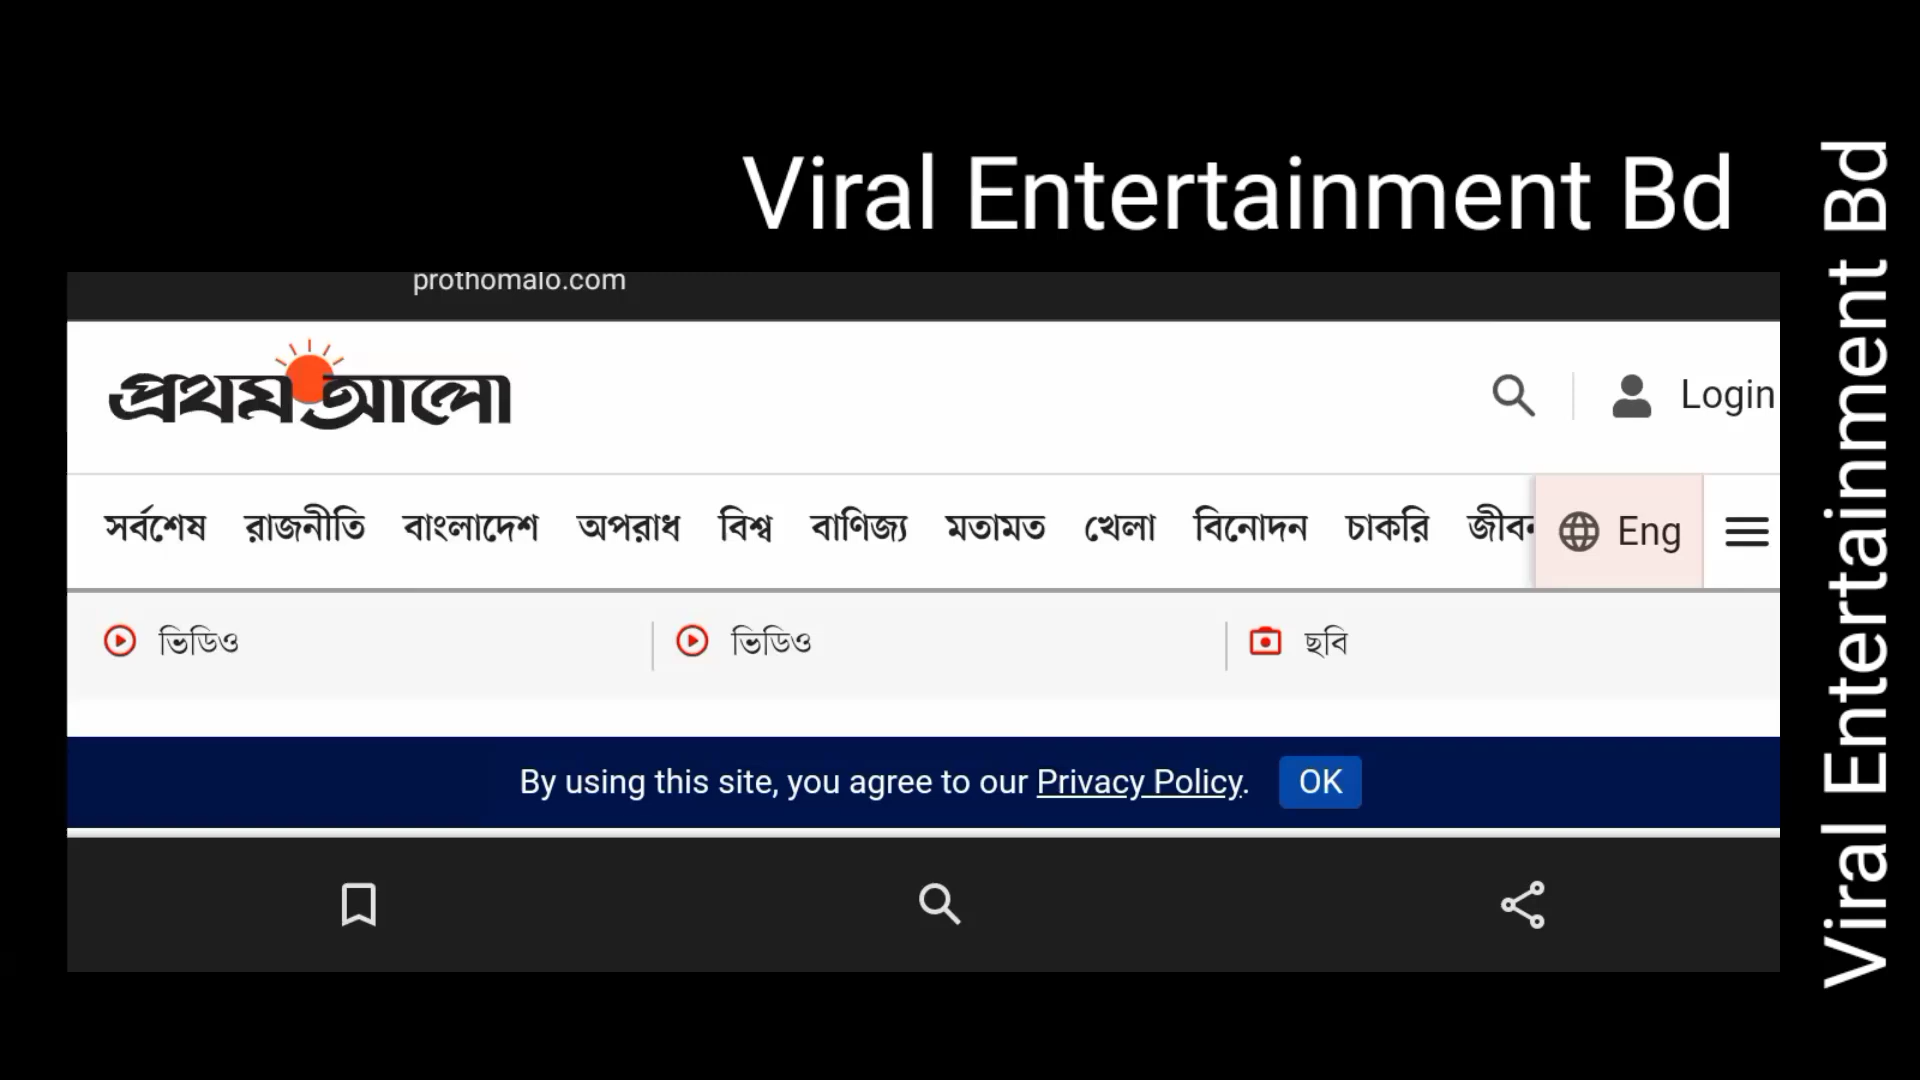 Viral Entertainment Bd
prothomalo.com
প্রথম আলো
Login
সর্বশেষ রাজনীতি বাংলাদেশ অপরাধ বিশ্ব বাণিজ্য মতামত খেলা বিনোদন চাকরি জীবন Eng
ভিডিও ভিডিও ছবি
By using this site, you agree to our Privacy Policy. OK
Viral Entertainment Bd